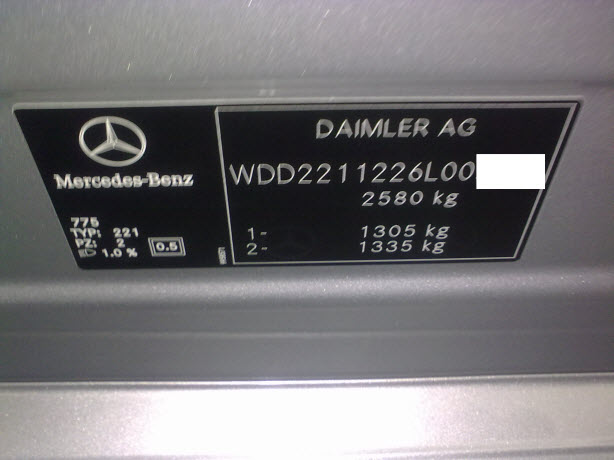 Mercedes-Benz
775
TYP: 221
PZ: 2
1.0 %
0.5
DAIMLER AG
WDD2211226L00
2580 kg
1- 1305 kg
2- 1335 kg